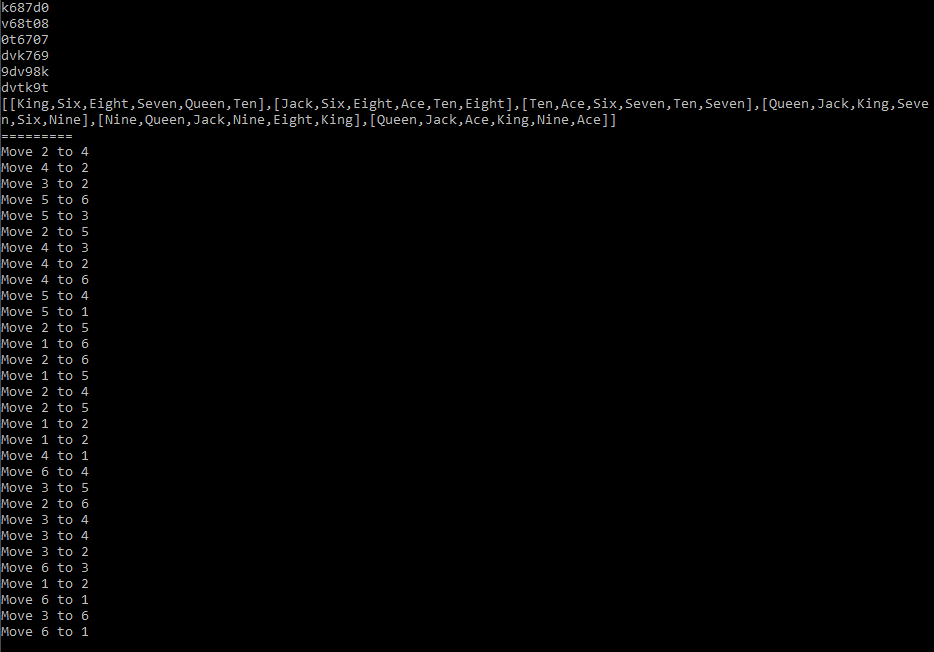 k687d0
v68t08
0t6707
dvk769
9dv98k
dvtk9t
[[King,Six,Eight,Seven,Queen,Ten],[Jack,Six,Eight,Ace,Ten,Eight],[Ten,Ace,Six,Seven,Ten,Seven],[Queen,Jack,King,Seve
n,Six,Nine],[Nine,Queen,Jack,Nine,Eight,King],[Queen,Jack,Ace,King,Nine,Ace]]
=========
Move 2 to 4
Move 4 to 2
Move 3 to 2
Move 5 to 6
Move 5 to 3
Move 2 to 5
Move 4 to 3
Move 4 to 2
Move 4 to 6
Move 5 to 4
Move 5 to 1
Move 2 to 5
Move 1 to 6
Move 2 to 6
Move 1 to 5
Move 2 to 4
Move 2 to 5
Move 1 to 2
Move 1 to 2
Move 4 to 1
Move 6 to 4
Move 3 to 5
Move 2 to 6
Move 3 to 4
Move 3 to 4
Move 3 to 2
Move 6 to 3
Move 1 to 2
Move 6 to 1
Move 3 to 6
Move 6 to 1